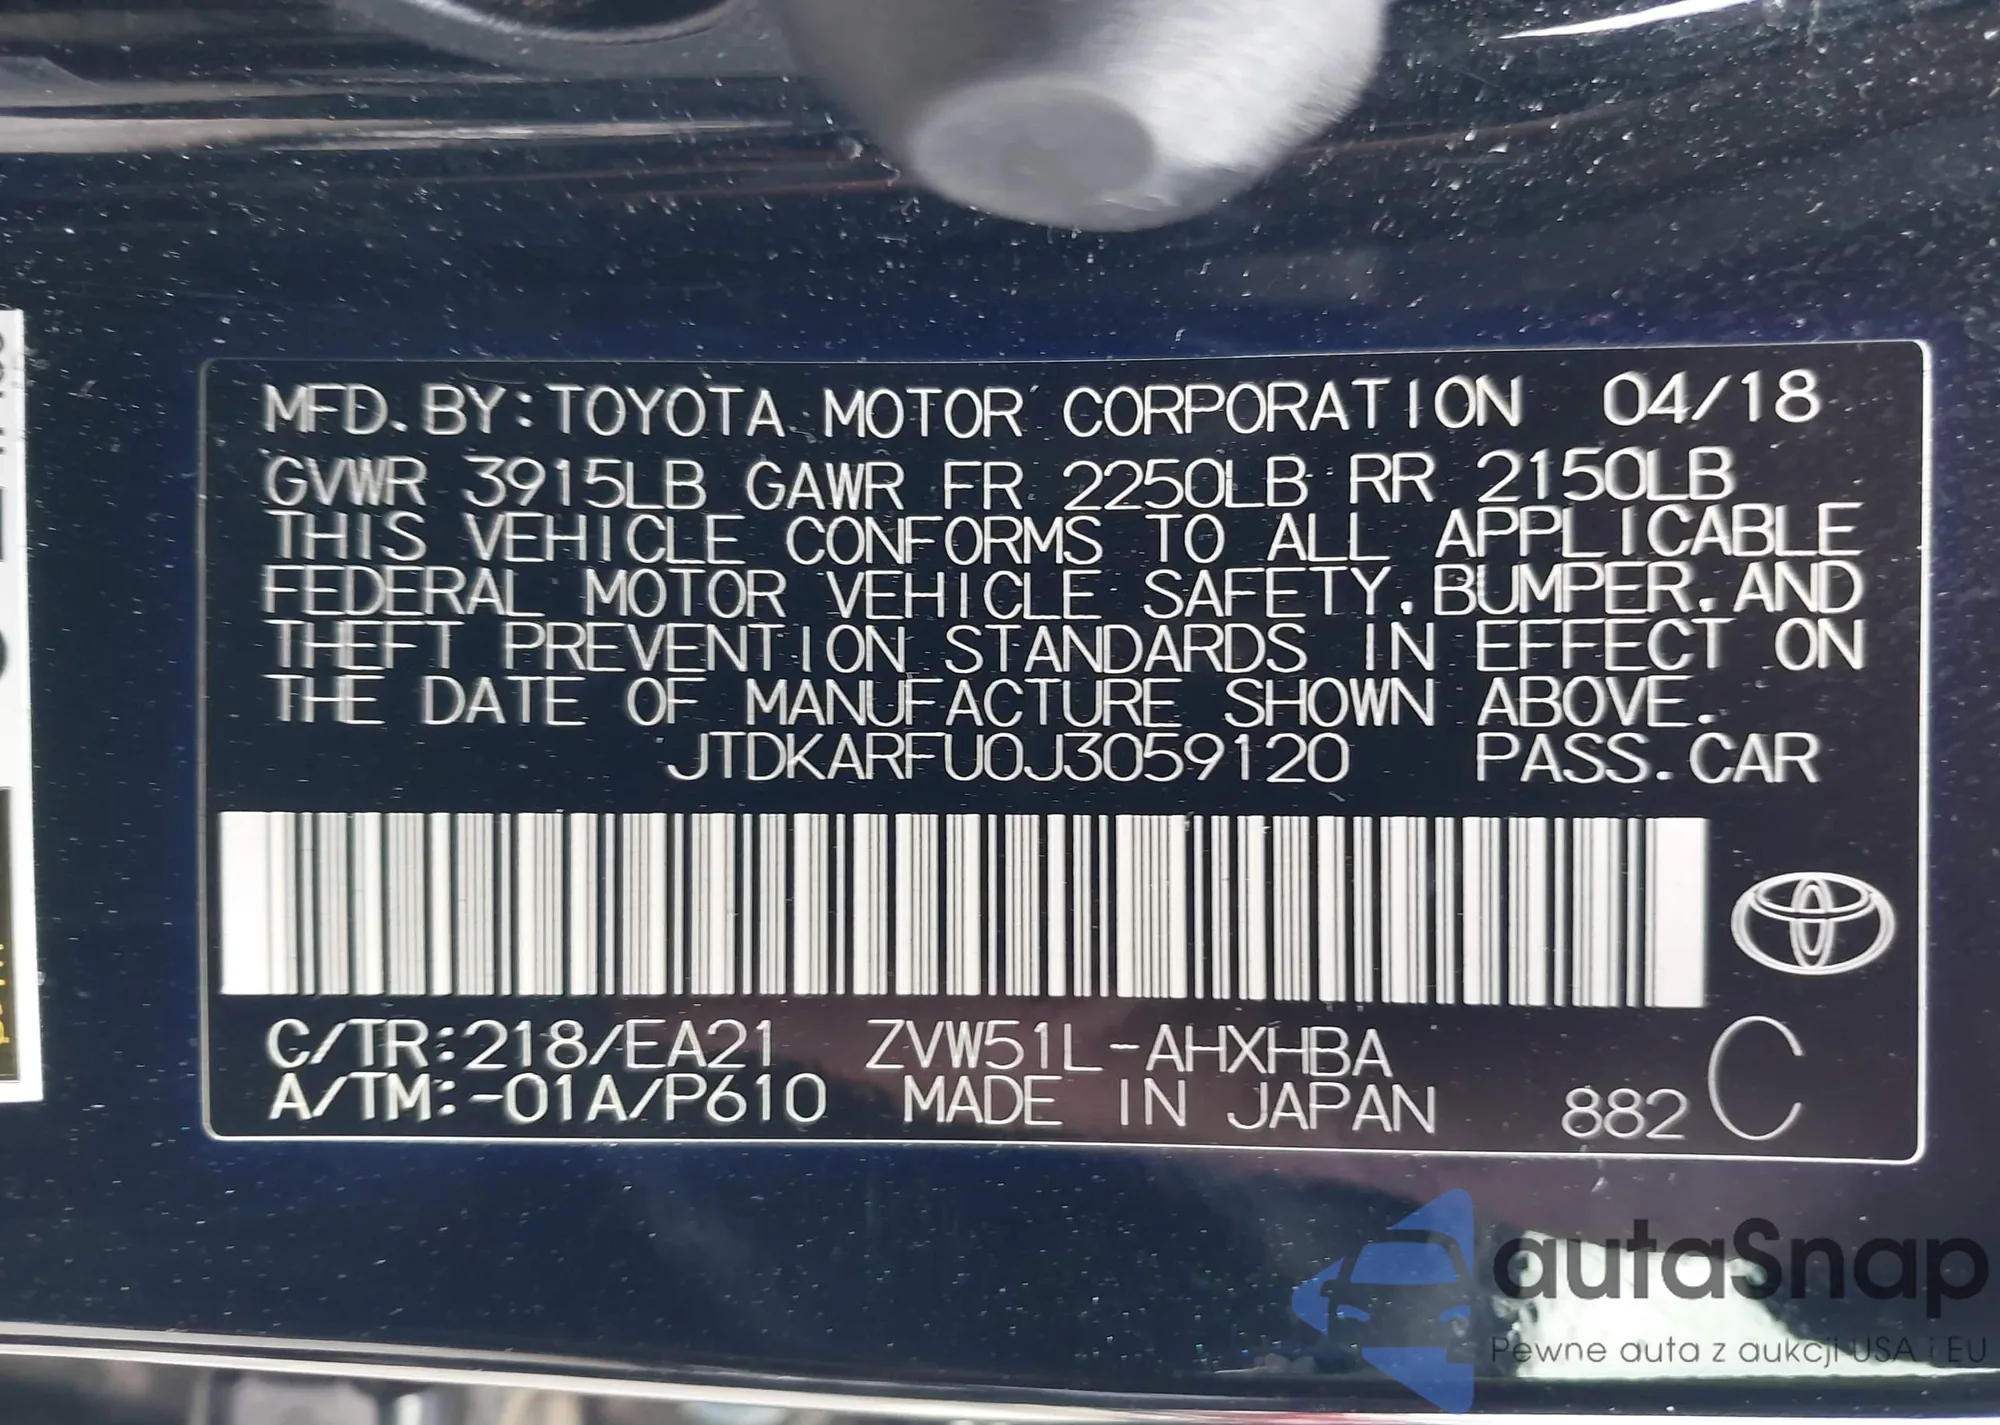 MFD. BY: TOYOTA MOTOR CORPORATION 04/18
GVWR 3915LB GAWR FR 2250LB RR 2150LB
THIS VEHICLE CONFORMS TO ALL APPLICABLE
FEDERAL MOTOR VEHICLE SAFETY, BUMPER, AND
THEFT PREVENTION STANDARDS IN EFFECT ON
THE DATE OF MANUFACTURE SHOWN ABOVE.
JTDKARFU0J3059120 PASS. CAR
C/TR:218/EA21 ZVW51L-AHXHBA C
A/TM:-01A/P610 MADE IN JAPAN 882
autaSnap
Pewne auta z aukcji USA i EU